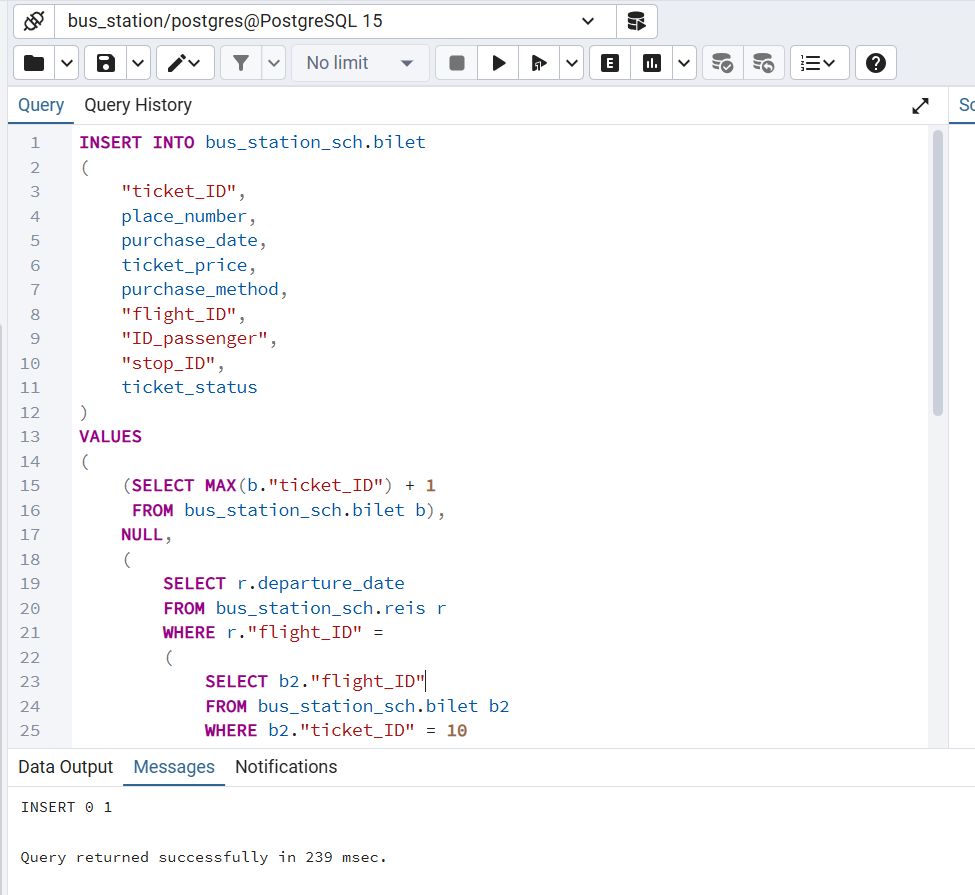 bus_station/postgres@PostgreSQL 15
No limit
E
Query Query History
Sc
1 INSERT INTO bus_station_sch.bilet
2 (
3 "ticket_ID",
4 place_number,
5 purchase_date,
6 ticket_price,
7 purchase_method,
8 "flight_ID",
9 "ID_passenger",
10 "stop_ID",
11 ticket_status
12 )
13 VALUES
14 (
15 (SELECT MAX(b."ticket_ID") + 1
16 FROM bus_station_sch.bilet b),
17 NULL,
18 (
19 SELECT r.departure_date
20 FROM bus_station_sch.reis r
21 WHERE r."flight_ID" =
22 (
23 SELECT b2."flight_ID"
24 FROM bus_station_sch.bilet b2
25 WHERE b2."ticket_ID" = 10
Data Output Messages Notifications
INSERT 0 1
Query returned successfully in 239 msec.